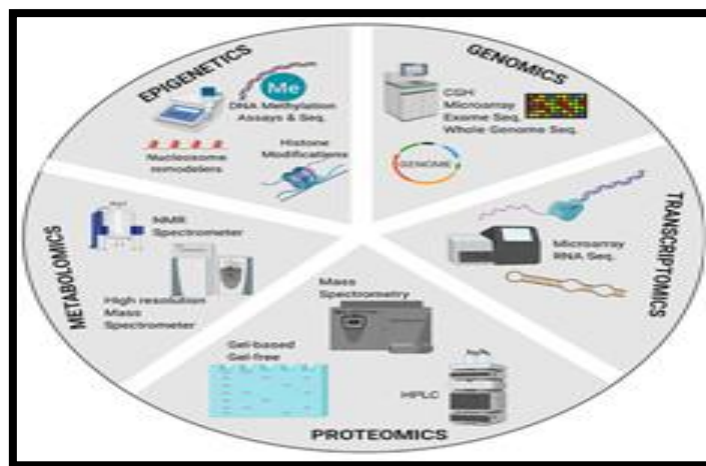 EPIGENETICS
Me
DNA Methylation
Assays & Seq.
Nucleosome
remodelers
Histone
Modifications
GENOMICS
CGH
Microarray
Exome Seq.
Whole Genome Seq.
GENOME
TRANSCRIPTOMICS
Microarray
RNA Seq.
METABOLOMICS
NMR
Spectrometer
High resolution
Mass
Spectrometer
Mass
Spectrometry
Gel-based
Gel-free
HPLC
PROTEOMICS